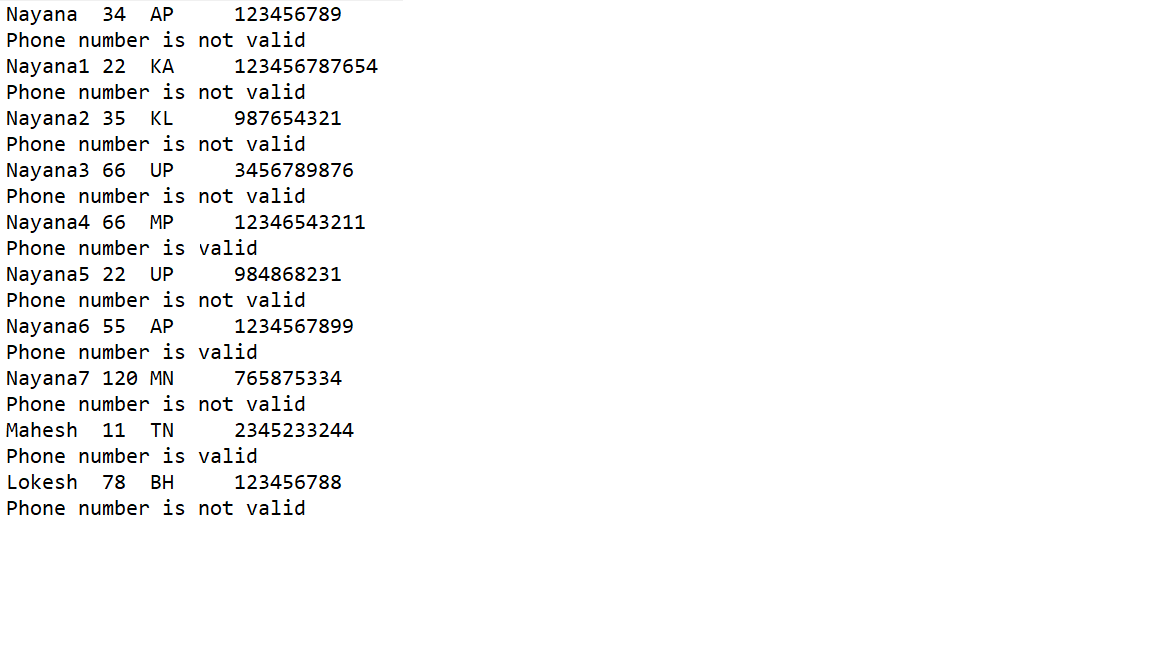 Nayana  34  AP     123456789
Phone number is not valid
Nayana1 22  KA     123456787654
Phone number is not valid
Nayana2 35  KL     987654321
Phone number is not valid
Nayana3 66  UP     3456789876
Phone number is not valid
Nayana4 66  MP     12346543211
Phone number is valid
Nayana5 22  UP     984868231
Phone number is not valid
Nayana6 55  AP     1234567899
Phone number is valid
Nayana7 120 MN     765875334
Phone number is not valid
Mahesh  11  TN     2345233244
Phone number is valid
Lokesh  78  BH     123456788
Phone number is not valid